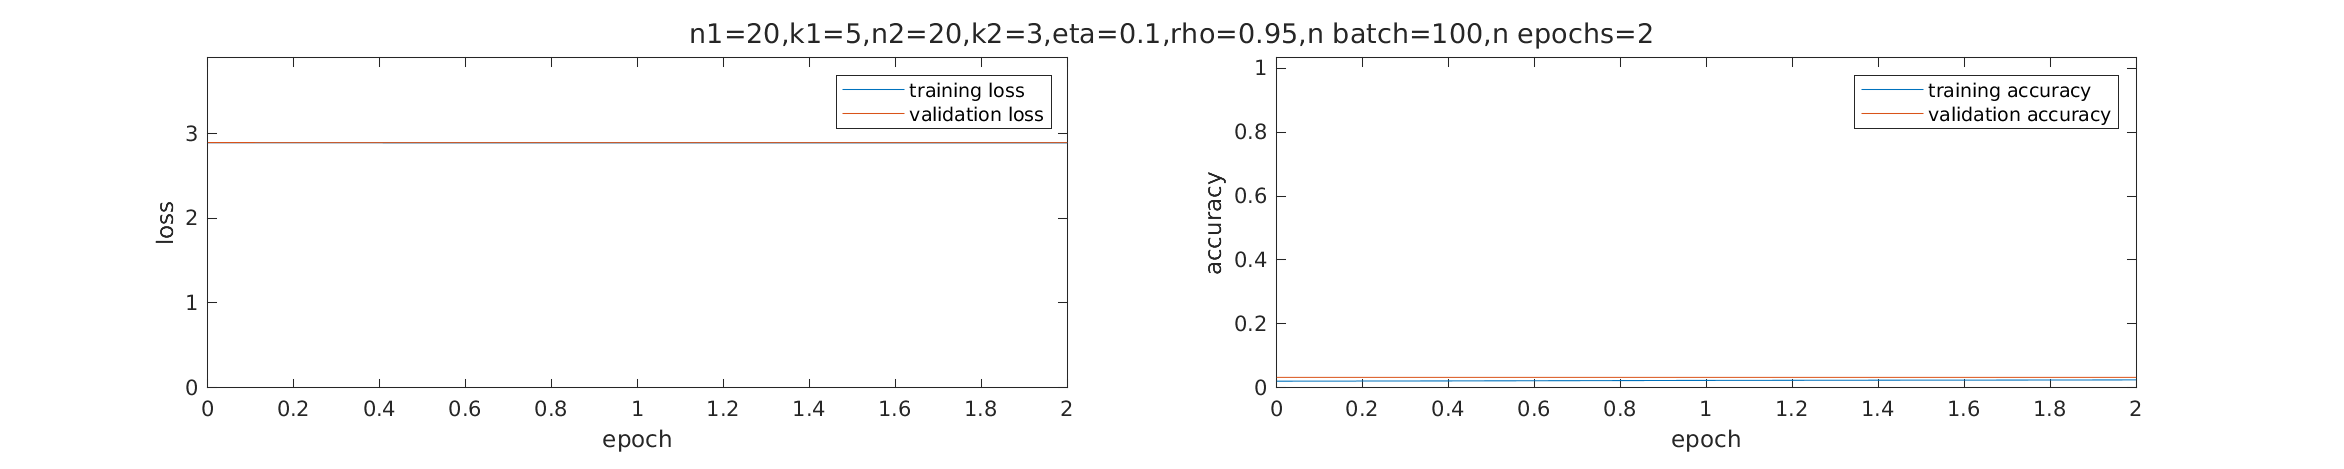 n1=20,k1=5,n2=20,k2=3,eta=0.1,rho=0.95,n batch=100,n epochs=2
training loss
validation loss
3
2
1
0
loss
0 0.2 0.4 0.6 0.8 1 1.2 1.4 1.6 1.8 2
epoch
training accuracy
validation accuracy
1
0.8
0.6
0.4
0.2
0
accuracy
0 0.2 0.4 0.6 0.8 1 1.2 1.4 1.6 1.8 2
epoch